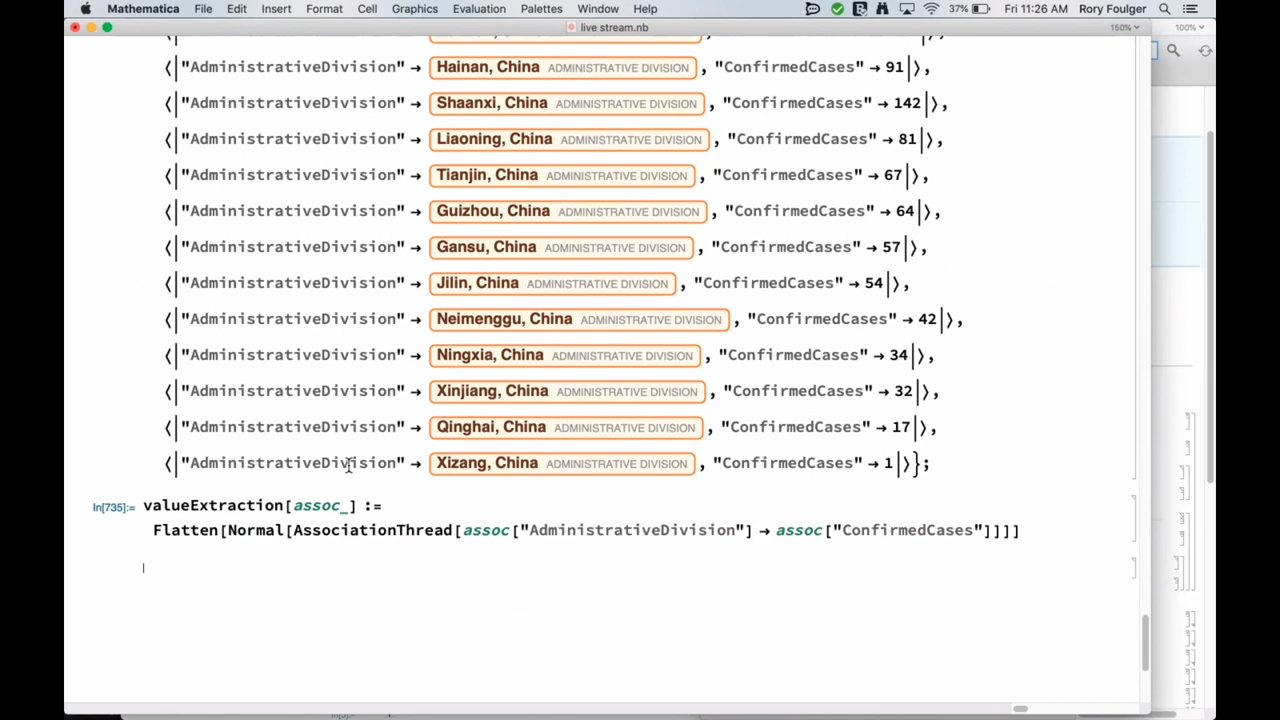 Mathematica File Edit Insert Format Cell Graphics Evaluation Palettes Window Help 37% Fri 11:26 AM Rory Foulger
live stream.nb 150% 100%
<|"AdministrativeDivision" → Hainan, China ADMINISTRATIVE DIVISION , "ConfirmedCases" → 91|>,
<|"AdministrativeDivision" → Shaanxi, China ADMINISTRATIVE DIVISION , "ConfirmedCases" → 142|>,
<|"AdministrativeDivision" → Liaoning, China ADMINISTRATIVE DIVISION , "ConfirmedCases" → 81|>,
<|"AdministrativeDivision" → Tianjin, China ADMINISTRATIVE DIVISION , "ConfirmedCases" → 67|>,
<|"AdministrativeDivision" → Guizhou, China ADMINISTRATIVE DIVISION , "ConfirmedCases" → 64|>,
<|"AdministrativeDivision" → Gansu, China ADMINISTRATIVE DIVISION , "ConfirmedCases" → 57|>,
<|"AdministrativeDivision" → Jilin, China ADMINISTRATIVE DIVISION , "ConfirmedCases" → 54|>,
<|"AdministrativeDivision" → Neimenggu, China ADMINISTRATIVE DIVISION , "ConfirmedCases" → 42|>,
<|"AdministrativeDivision" → Ningxia, China ADMINISTRATIVE DIVISION , "ConfirmedCases" → 34|>,
<|"AdministrativeDivision" → Xinjiang, China ADMINISTRATIVE DIVISION , "ConfirmedCases" → 32|>,
<|"AdministrativeDivision" → Qinghai, China ADMINISTRATIVE DIVISION , "ConfirmedCases" → 17|>,
<|"AdministrativeDivision" → Xizang, China ADMINISTRATIVE DIVISION , "ConfirmedCases" → 1|>};
In[735]:= valueExtraction[assoc_] :=
Flatten[Normal[AssociationThread[assoc["AdministrativeDivision"] → assoc["ConfirmedCases"]]]]